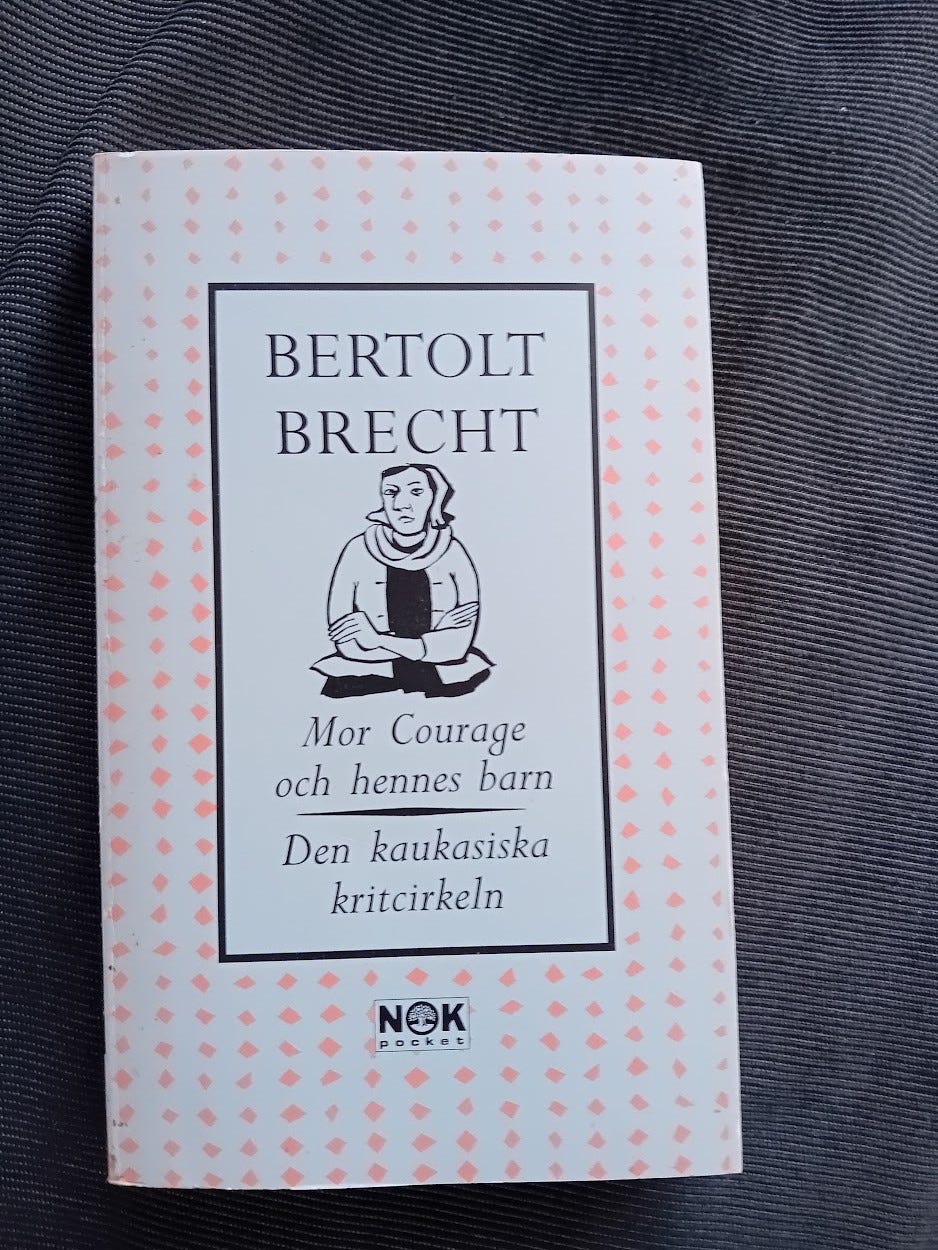 BERTOLT
BRECHT
Mor Courage
och hennes barn
Den kaukasiska
kritcirkeln
NOK
pocket